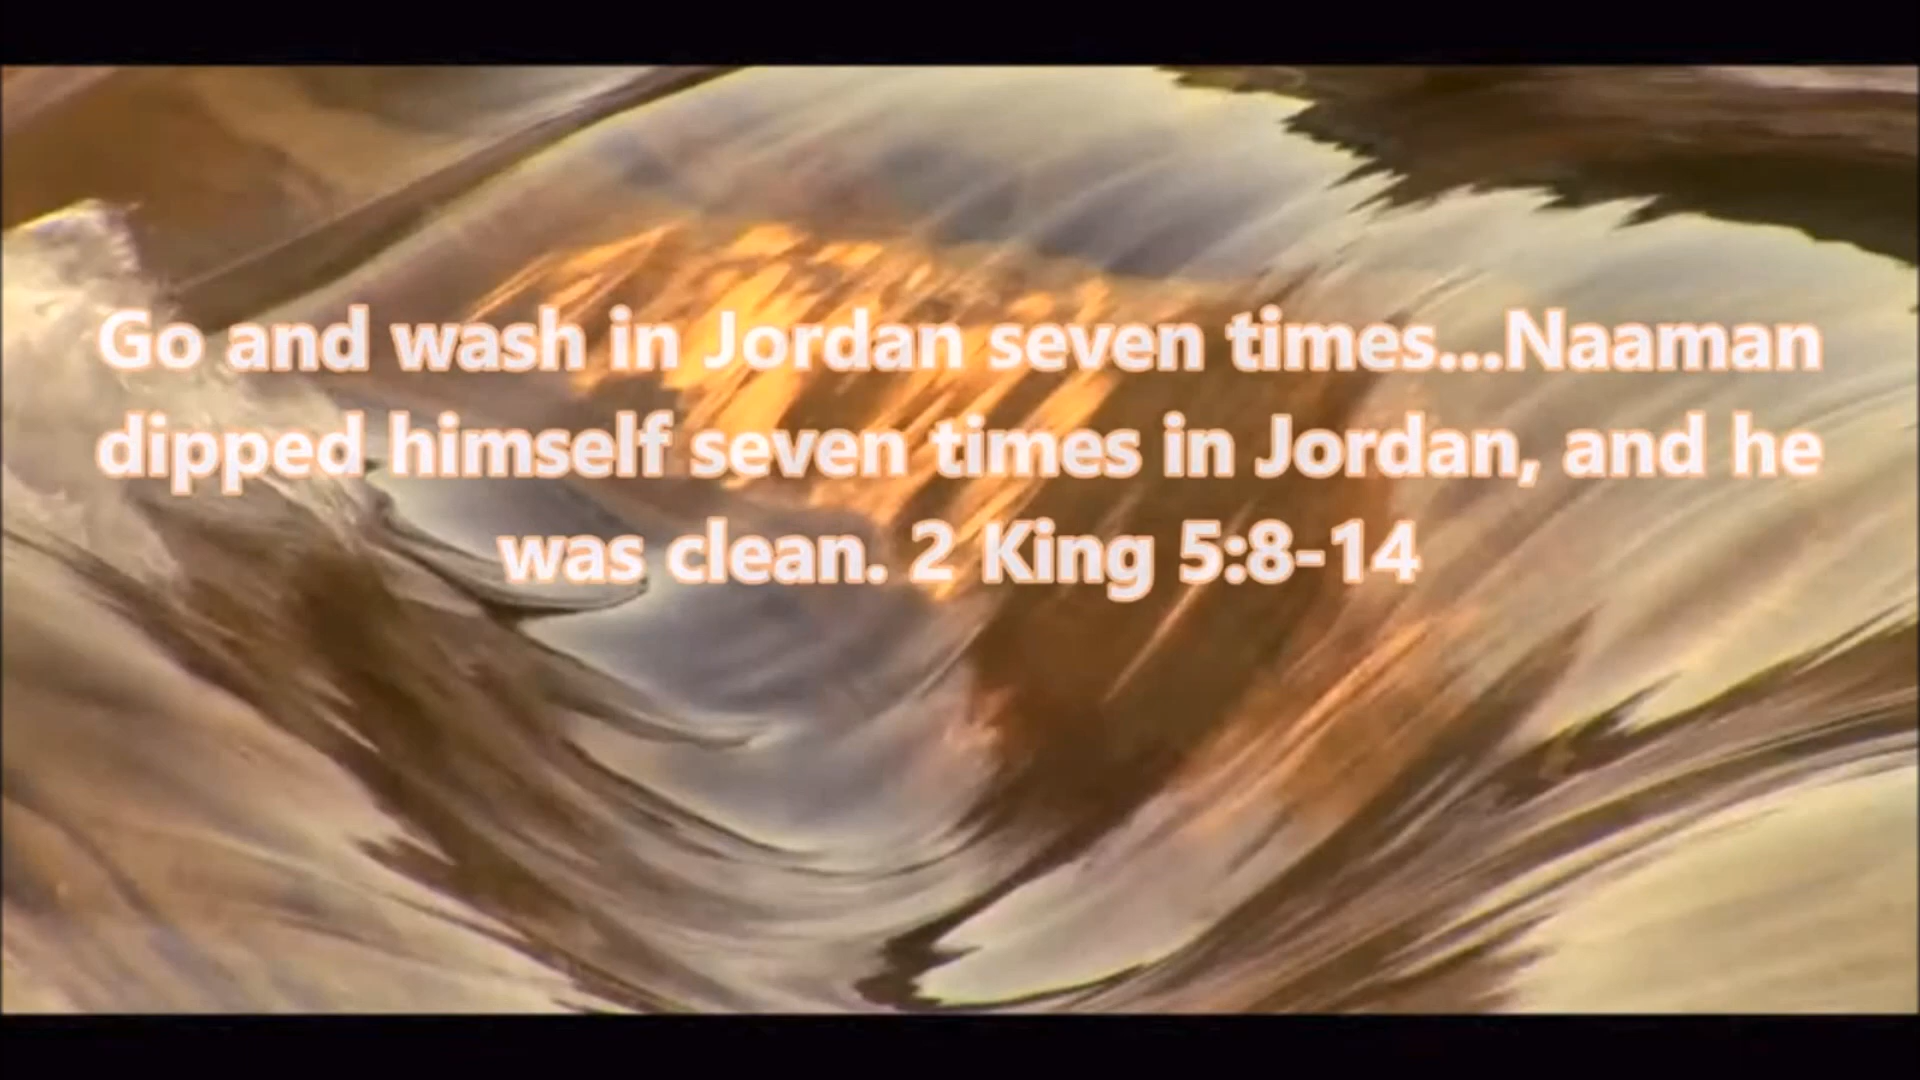 Go and wash in Jordan seven times...Naaman
dipped himself seven times in Jordan, and he
was clean. 2 King 5:8-14